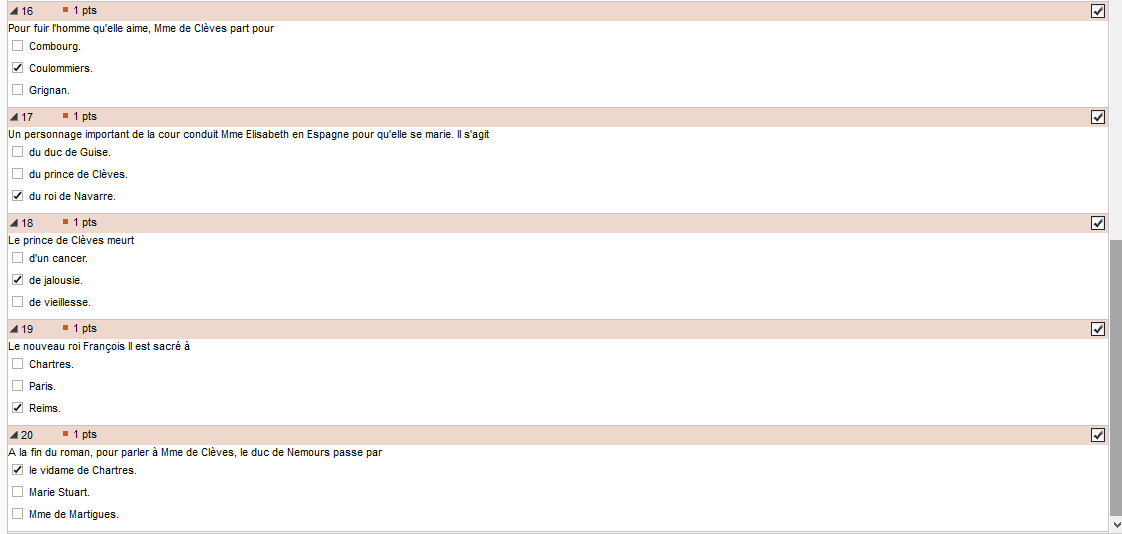 16 1 pts
Pour fuir l'homme qu'elle aime, Mme de Clèves part pour
Combourg.
Coulommiers.
Grignan.
17 1 pts
Un personnage important de la cour conduit Mme Elisabeth en Espagne pour qu'elle se marie. Il s'agit
du duc de Guise.
du prince de Clèves.
du roi de Navarre.
18 1 pts
Le prince de Clèves meurt
d'un cancer.
de jalousie.
de vieillesse.
19 1 pts
Le nouveau roi François II est sacré à
Chartres.
Paris.
Reims.
20 1 pts
A la fin du roman, pour parler à Mme de Clèves, le duc de Nemours passe par
le vidame de Chartres.
Marie Stuart.
Mme de Martigues.